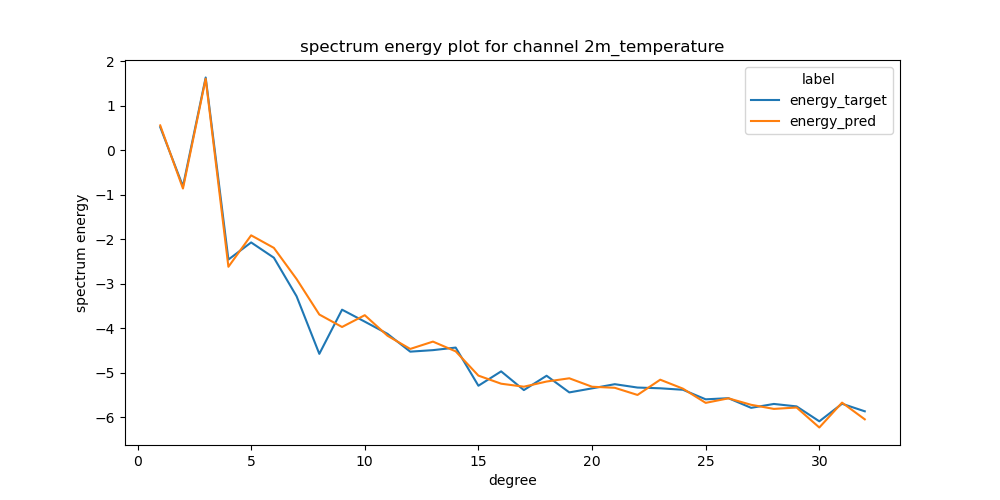 spectrum energy plot for channel 2m_temperature
label
energy_target
energy_pred
spectrum energy
2
1
0
−1
−2
−3
−4
−5
−6
0 5 10 15 20 25 30
degree